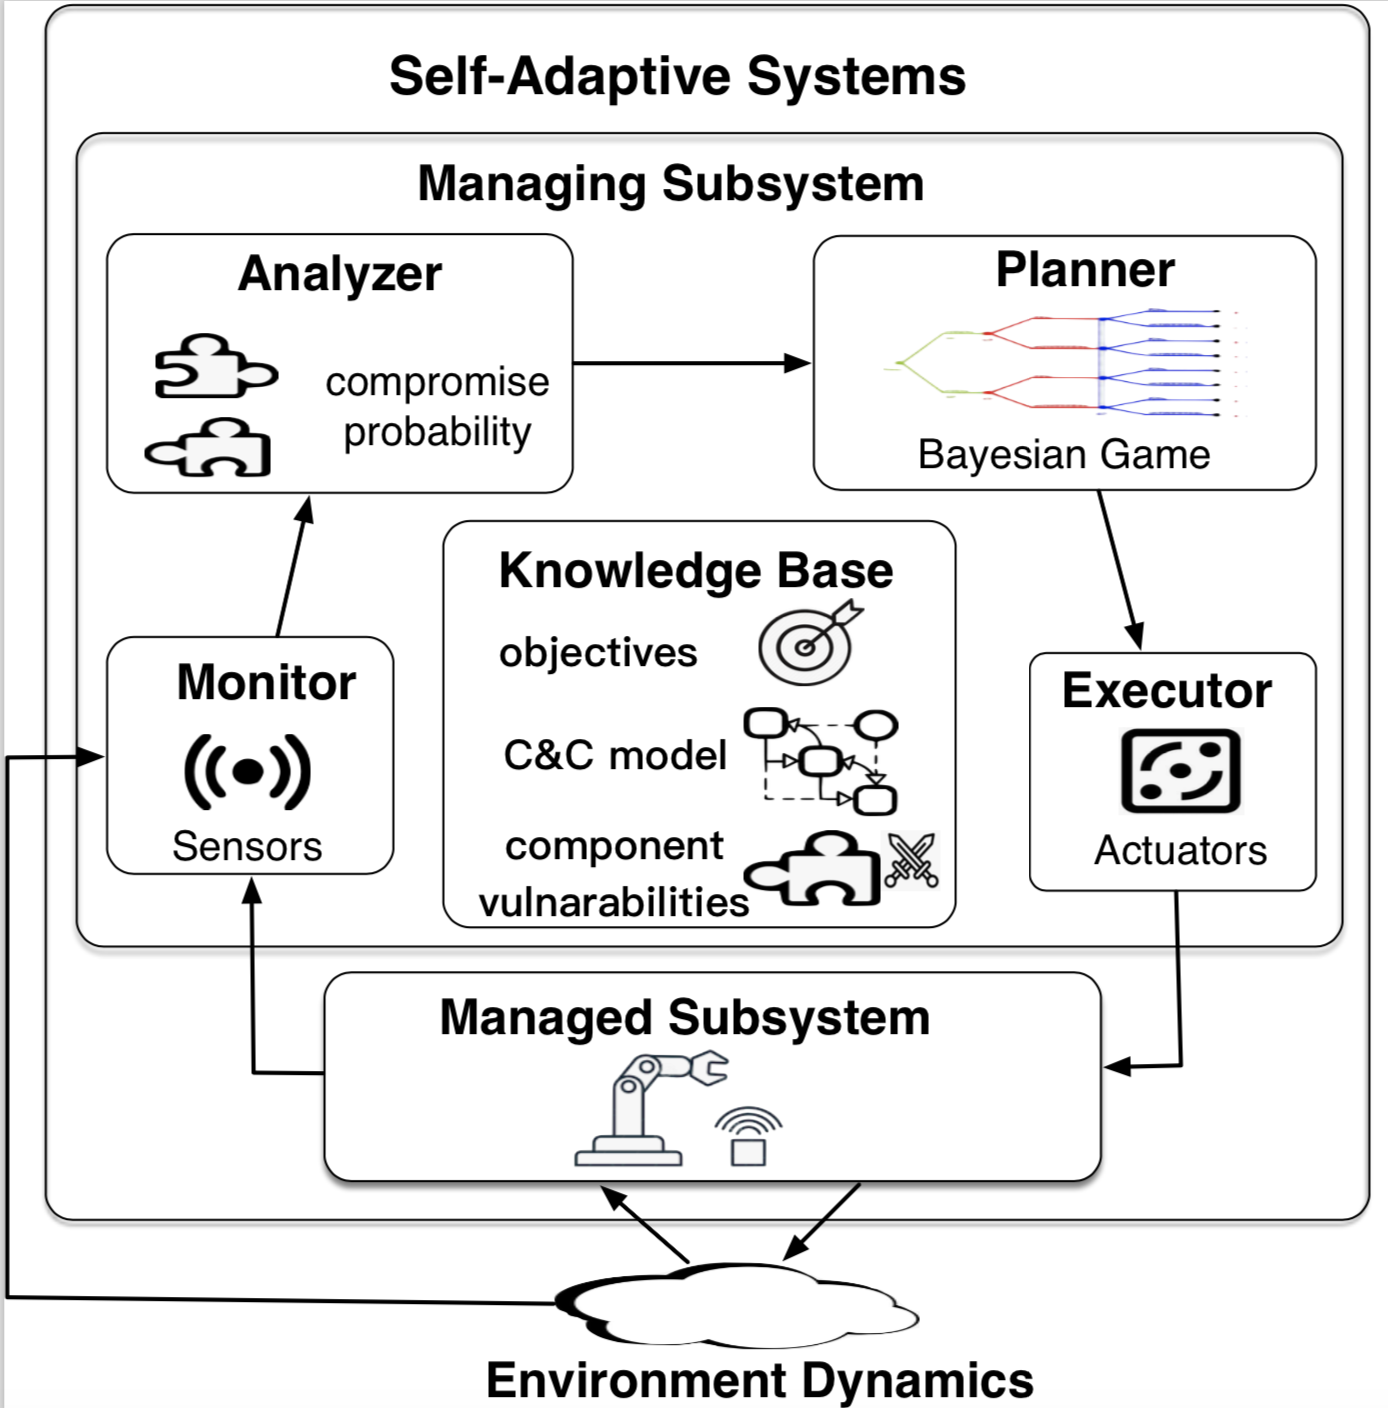 Self-Adaptive Systems
Managing Subsystem
Analyzer
compromise
probability
Planner
Bayesian Game
Knowledge Base
objectives
C&C model
component
vulnarabilities
Monitor
Sensors
Executor
Actuators
Managed Subsystem
Environment Dynamics